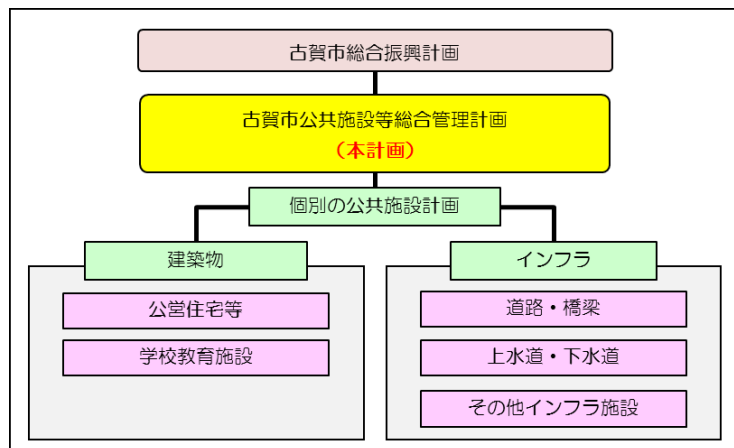 古賀市総合振興計画
古賀市公共施設等総合管理計画
（本計画）
個別の公共施設計画
建築物
公営住宅等
学校教育施設
インフラ
道路・橋梁
上水道・下水道
その他インフラ施設